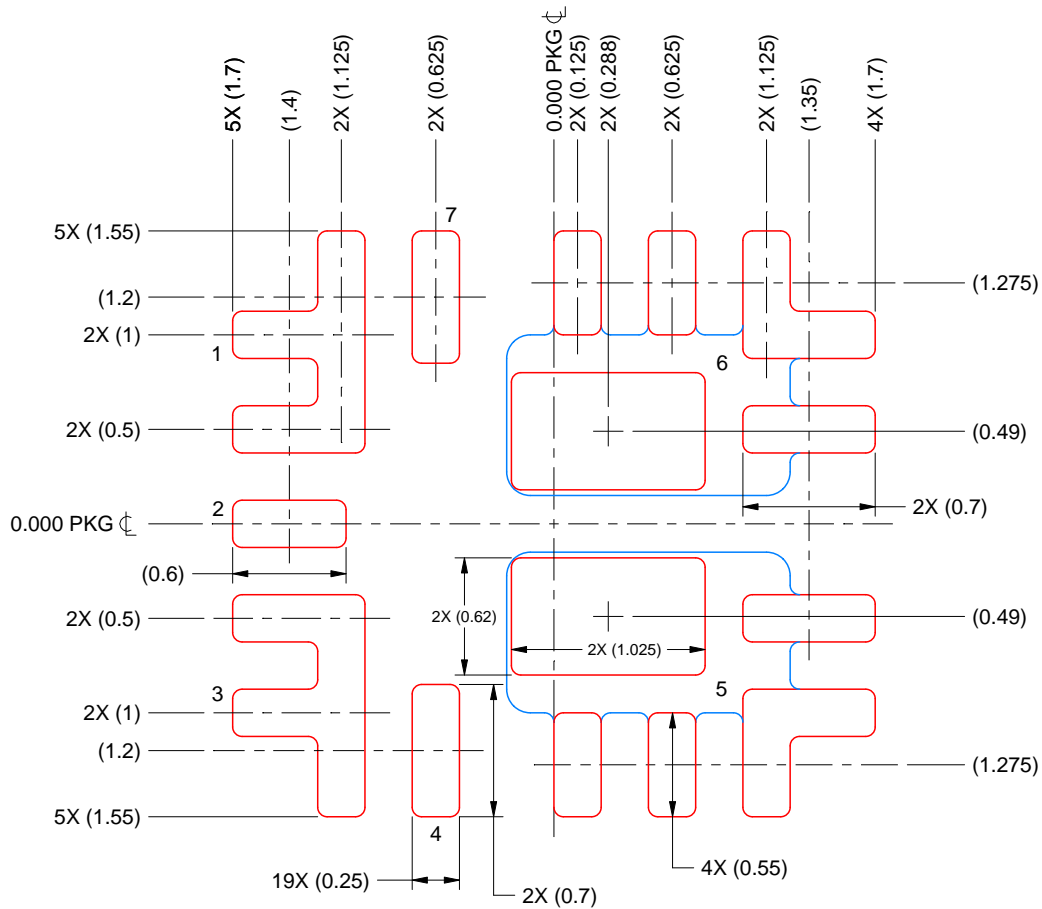 5X (1.7)
(1.4)
2X (1.125)
2X (0.625)
0.000 PKG ℄
2X (0.125)
2X (0.288)
2X (0.625)
2X (1.125)
(1.35)
4X (1.7)
7
5X (1.55)
(1.275)
(1.2)
2X (1)
1
6
2X (0.5)
(0.49)
2
2X (0.7)
0.000 PKG ℄
(0.6)
2X (0.5)
2X (0.62)
(0.49)
2X (1.025)
3
5
2X (1)
(1.2)
(1.275)
5X (1.55)
4
4X (0.55)
19X (0.25)
2X (0.7)